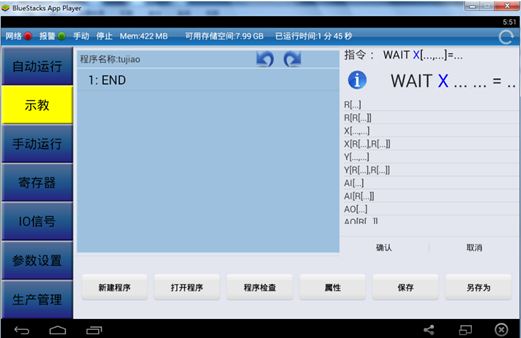 BlueStacks App Player
5:51
网络 报警 手动 停止 Mem:422 MB 可用存储空间:7.99 GB 已运行时间:1 分 45 秒
自动运行
示教
手动运行
寄存器
IO信号
参数设置
生产管理
程序名称:tujiao
1: END
指令: WAIT X[...,...]=...
WAIT X ... ... = ..
R[...]
R[R[...]]
X[...,...]
X[R[...],R[...]]
Y[...,...]
Y[R[...],R[...]]
AI[...]
AI[R[...]]
AO[...]
AO[R[...]]
确认 取消
新建程序 打开程序 程序检查 属性 保存 另存为